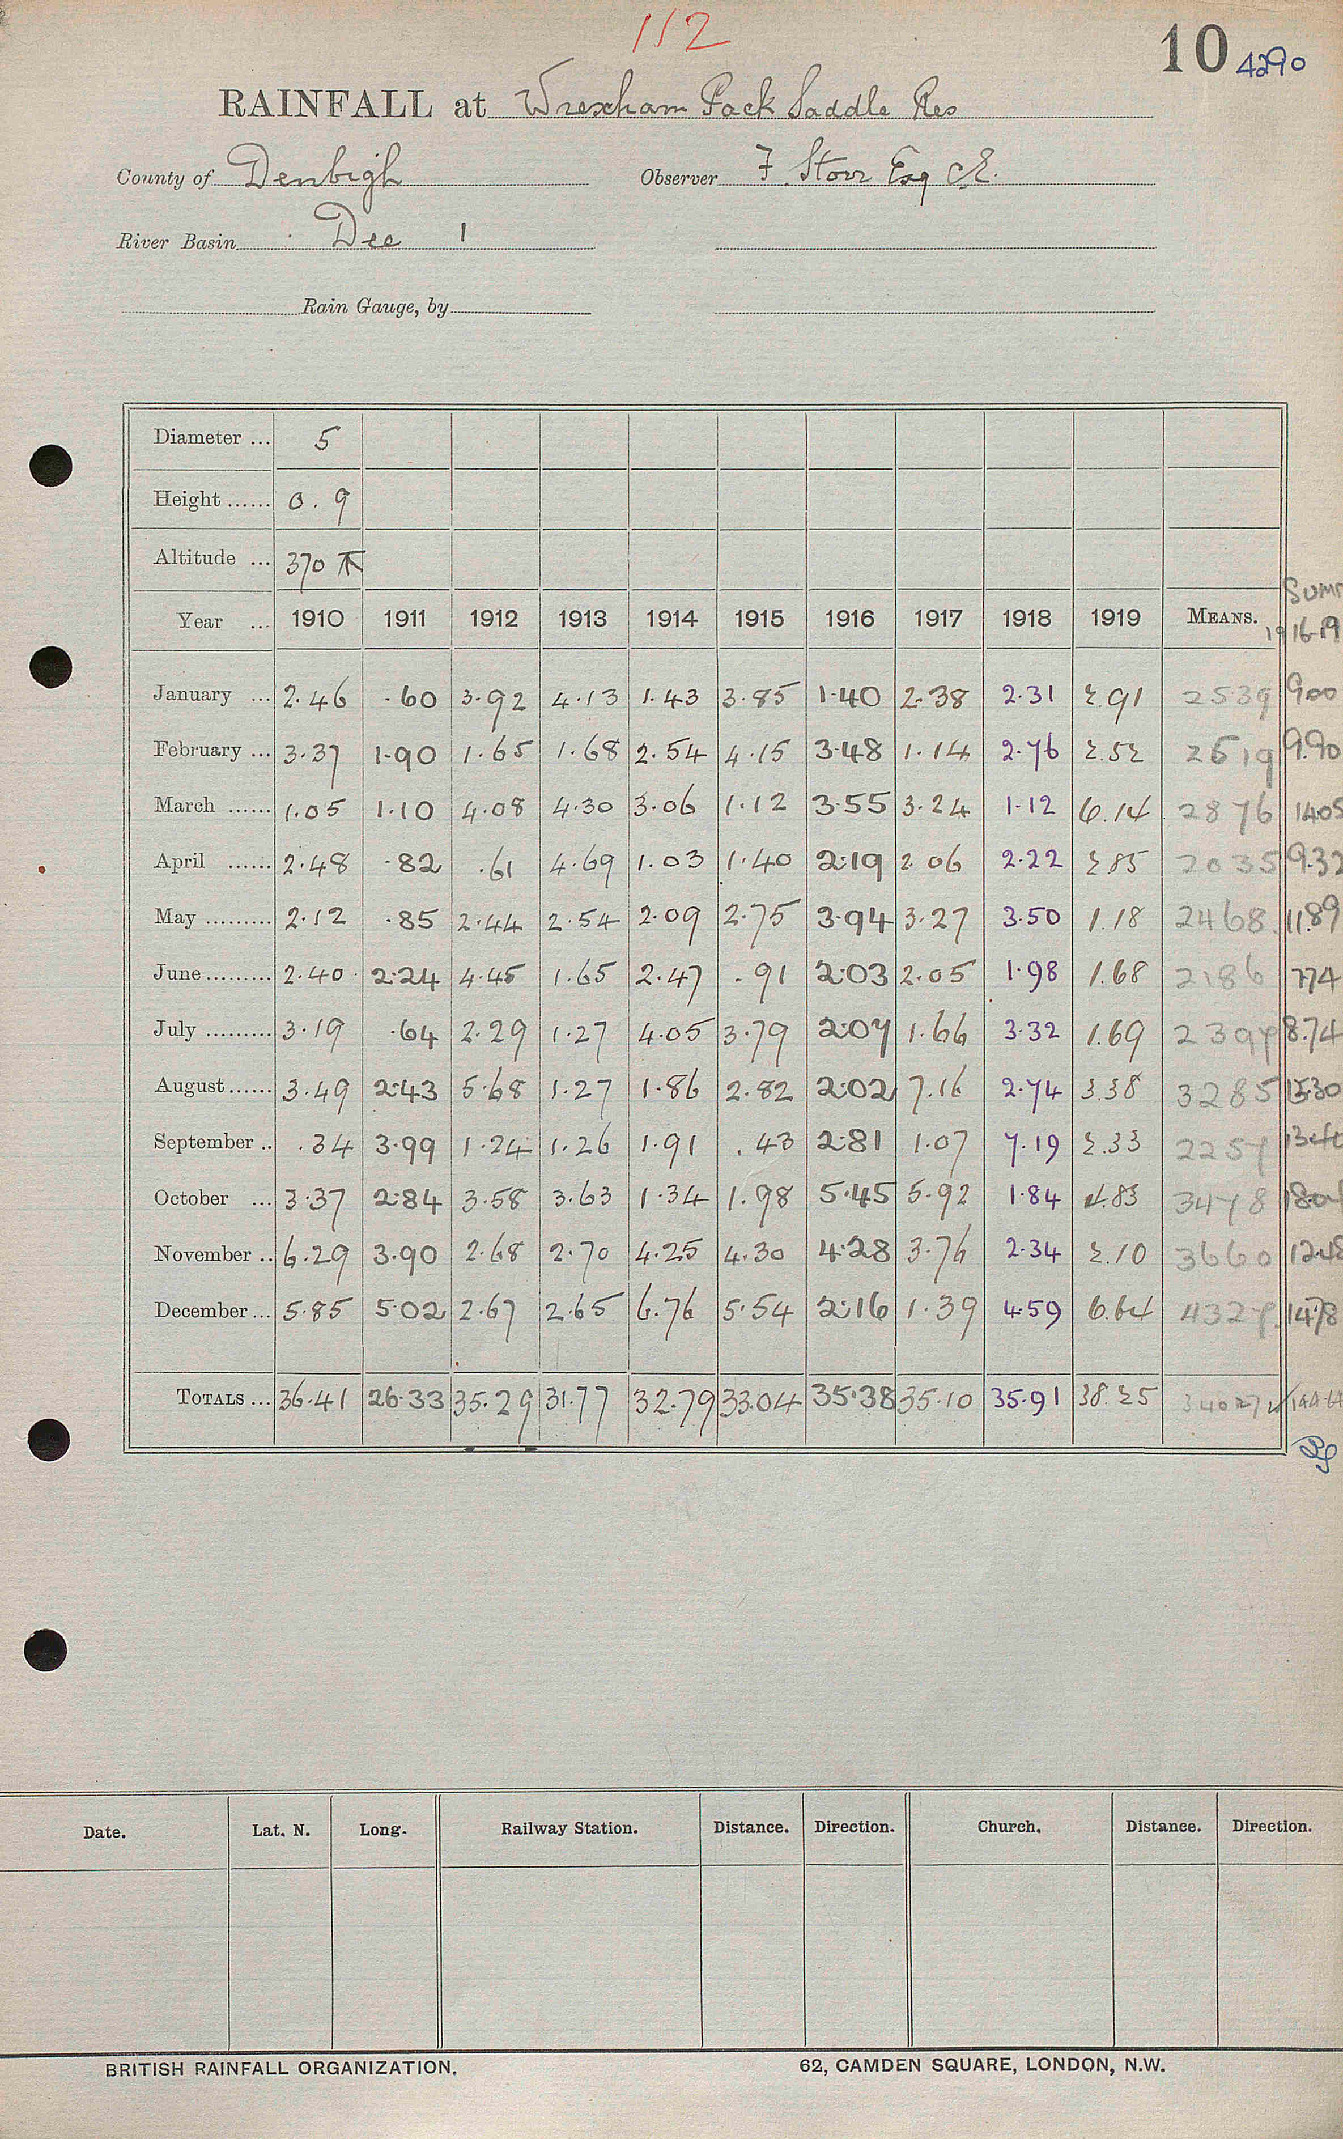 112
10 4290
RAINFALL at Wrexham Pack Saddle Res
County of Denbigh Observer F. Storr Esq C.E.
River Basin Dee 1
Rain Gauge, by
Diameter ... 5
Height ...... 0.9
Altitude ... 370
Year ... 1910 1911 1912 1913 1914 1915 1916 1917 1918 1919 MEANS. 1916-19
January ... 2.46 .60 3.92 4.13 1.43 3.85 1.40 2.38 2.31 2.91 2539 900
February ... 3.37 1.90 1.65 1.68 2.54 4.15 3.48 1.14 2.76 2.52 2519 9.90
March ...... 1.05 1.10 4.08 4.30 3.06 1.12 3.55 3.24 1.12 6.14 2876 1405
April ...... 2.48 .82 .61 4.69 1.03 1.40 2.19 2.06 2.22 2.85 2035 9.32
May ......... 2.12 .85 2.44 2.54 2.09 2.75 3.94 3.27 3.50 1.18 2468 11.89
June ......... 2.40 2.24 4.45 1.65 2.47 .91 2.03 2.05 1.98 1.68 2186 774
July ......... 3.19 .64 2.29 1.27 4.05 3.79 2.07 1.66 3.32 1.69 2397 8.74
August ...... 3.49 2.43 5.68 1.27 1.86 2.82 2.02 7.16 2.74 3.38 3285 15.30
September .. .34 3.99 1.24 1.26 1.91 .43 2.81 1.07 7.19 2.33 2257 1340
October ... 3.37 2.84 3.58 3.63 1.34 1.98 5.45 5.92 1.84 4.83 3478 1804
November .. 6.29 3.90 2.68 2.70 4.25 4.30 4.28 3.76 2.34 2.10 3660 12.48
December ... 5.85 5.02 2.67 2.65 6.76 5.54 2.16 1.39 4.59 6.64 4327 1478
TOTALS ... 36.41 26.33 35.29 31.77 32.79 33.04 35.38 35.10 35.91 38.25 34027 144.64
Date. Lat. N. Long. Railway Station. Distance. Direction. Church. Distance. Direction.
BRITISH RAINFALL ORGANIZATION. 62, CAMDEN SQUARE, LONDON, N.W.